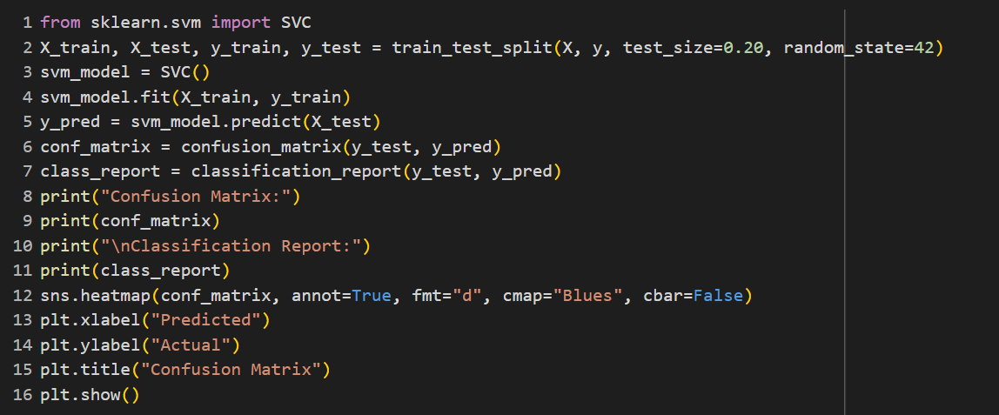 1 from sklearn.svm import SVC
2 X_train, X_test, y_train, y_test = train_test_split(X, y, test_size=0.20, random_state=42)
3 svm_model = SVC()
4 svm_model.fit(X_train, y_train)
5 y_pred = svm_model.predict(X_test)
6 conf_matrix = confusion_matrix(y_test, y_pred)
7 class_report = classification_report(y_test, y_pred)
8 print("Confusion Matrix:")
9 print(conf_matrix)
10 print("\nClassification Report:")
11 print(class_report)
12 sns.heatmap(conf_matrix, annot=True, fmt="d", cmap="Blues", cbar=False)
13 plt.xlabel("Predicted")
14 plt.ylabel("Actual")
15 plt.title("Confusion Matrix")
16 plt.show()